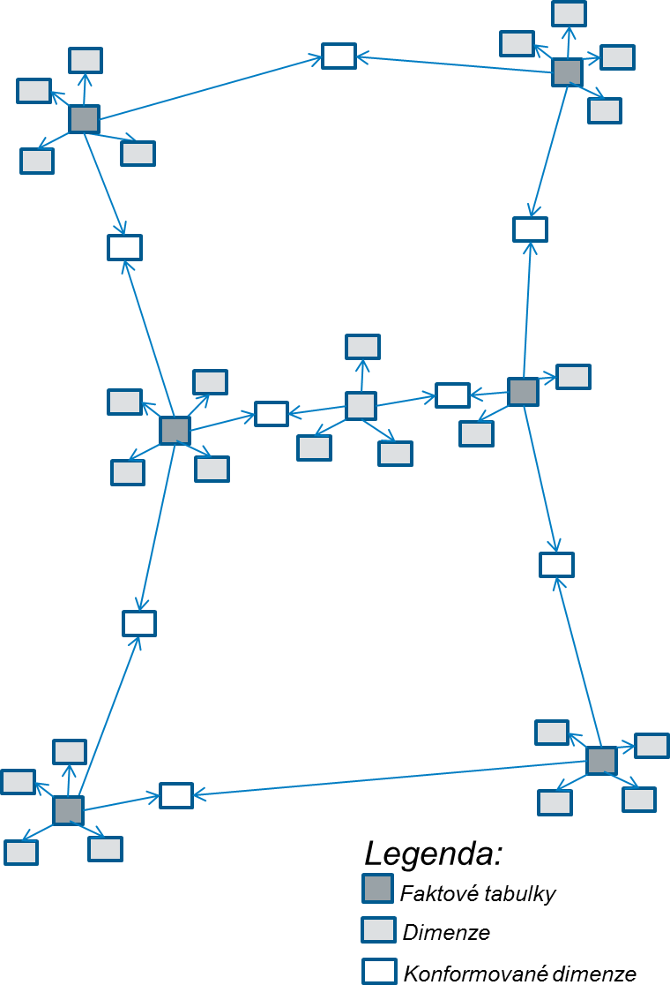 Legenda:
Faktové tabulky
Dimenze
Konformované dimenze